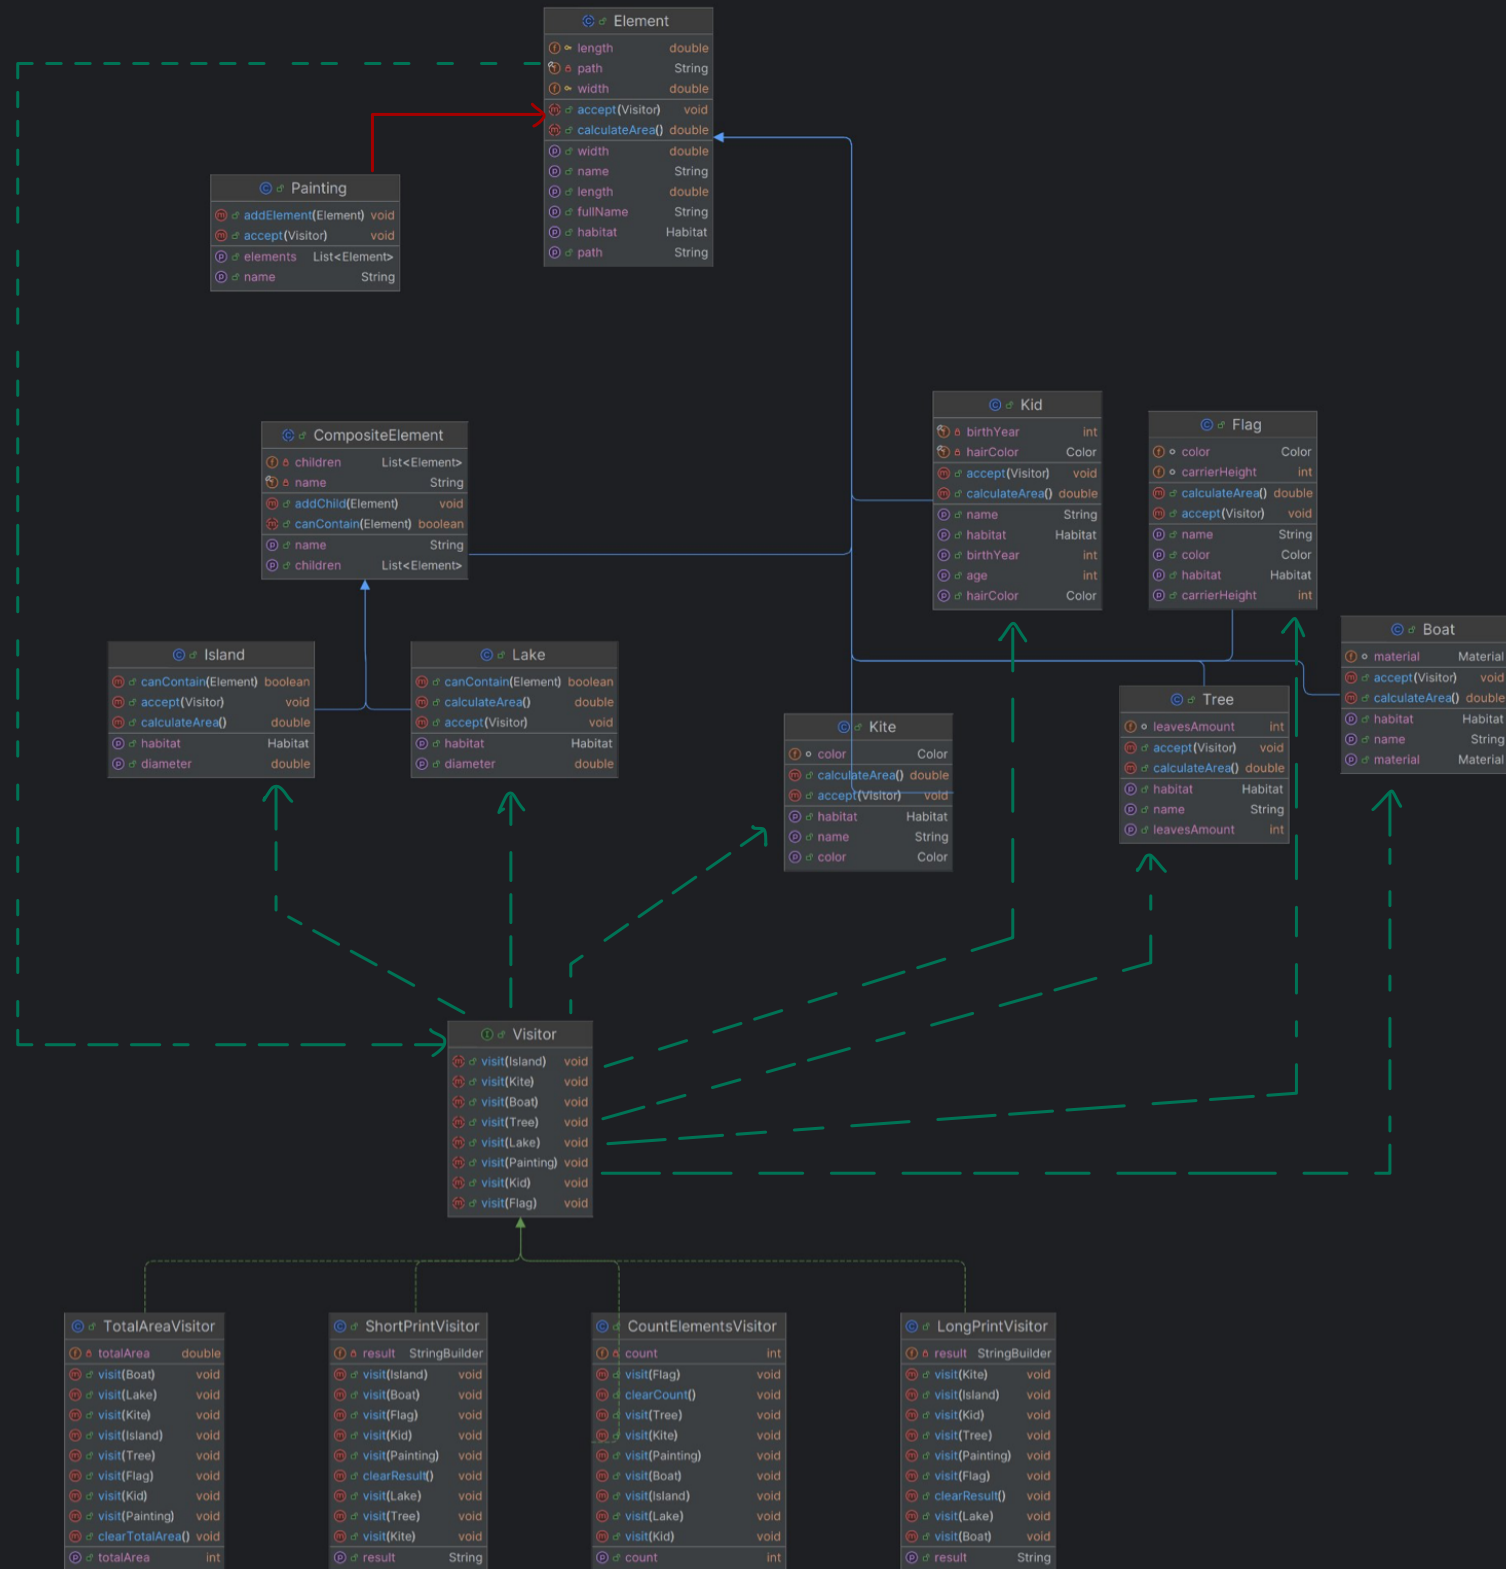 Element
length double
path String
width double
accept(Visitor) void
calculateArea() double
width double
name String
length double
fullName String
habitat Habitat
path String
Painting
addElement(Element) void
accept(Visitor) void
elements List<Element>
name String
CompositeElement
children List<Element>
name String
addChild(Element) void
canContain(Element) boolean
name String
children List<Element>
Kid
birthYear int
hairColor Color
accept(Visitor) void
calculateArea() double
name String
habitat Habitat
birthYear int
age int
hairColor Color
Flag
color Color
carrierHeight int
calculateArea() double
accept(Visitor) void
name String
color Color
habitat Habitat
carrierHeight int
Island
canContain(Element) boolean
accept(Visitor) void
calculateArea() double
habitat Habitat
diameter double
Lake
canContain(Element) boolean
calculateArea() double
accept(Visitor) void
habitat Habitat
diameter double
Kite
color Color
calculateArea() double
accept(Visitor) void
habitat Habitat
name String
color Color
Tree
leavesAmount int
accept(Visitor) void
calculateArea() double
habitat Habitat
name String
leavesAmount int
Boat
material Material
accept(Visitor) void
calculateArea() double
habitat Habitat
name String
material Material
Visitor
visit(Island) void
visit(Kite) void
visit(Boat) void
visit(Tree) void
visit(Lake) void
visit(Painting) void
visit(Kid) void
visit(Flag) void
TotalAreaVisitor
totalArea double
visit(Boat) void
visit(Lake) void
visit(Kite) void
visit(Island) void
visit(Tree) void
visit(Flag) void
visit(Kid) void
visit(Painting) void
clearTotalArea() void
totalArea int
ShortPrintVisitor
result StringBuilder
visit(Island) void
visit(Boat) void
visit(Flag) void
visit(Kid) void
visit(Painting) void
clearResult() void
visit(Lake) void
visit(Tree) void
visit(Kite) void
result String
CountElementsVisitor
count int
visit(Flag) void
clearCount() void
visit(Tree) void
visit(Kite) void
visit(Painting) void
visit(Boat) void
visit(Island) void
visit(Lake) void
visit(Kid) void
count int
LongPrintVisitor
result StringBuilder
visit(Kite) void
visit(Island) void
visit(Kid) void
visit(Tree) void
visit(Painting) void
visit(Flag) void
clearResult() void
visit(Lake) void
visit(Boat) void
result String